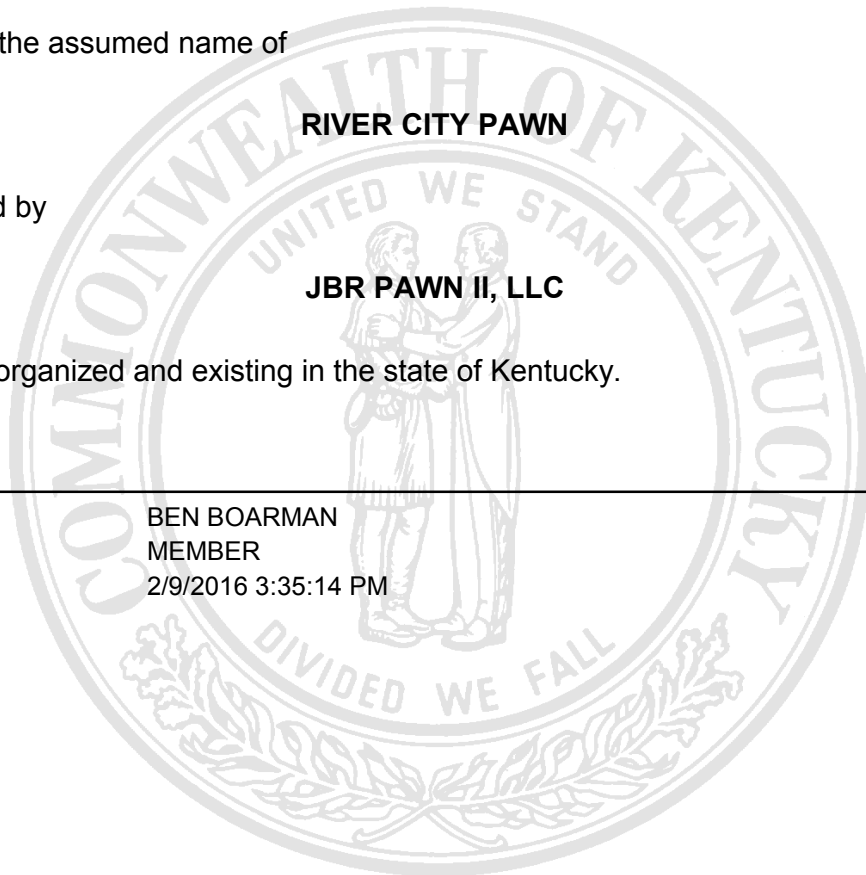 the assumed name of
RIVER CITY PAWN
d by
JBR PAWN II, LLC
organized and existing in the state of Kentucky.
BEN BOARMAN
MEMBER
2/9/2016 3:35:14 PM
COMMONWEALTH OF KENTUCKY
UNITED WE STAND
DIVIDED WE FALL